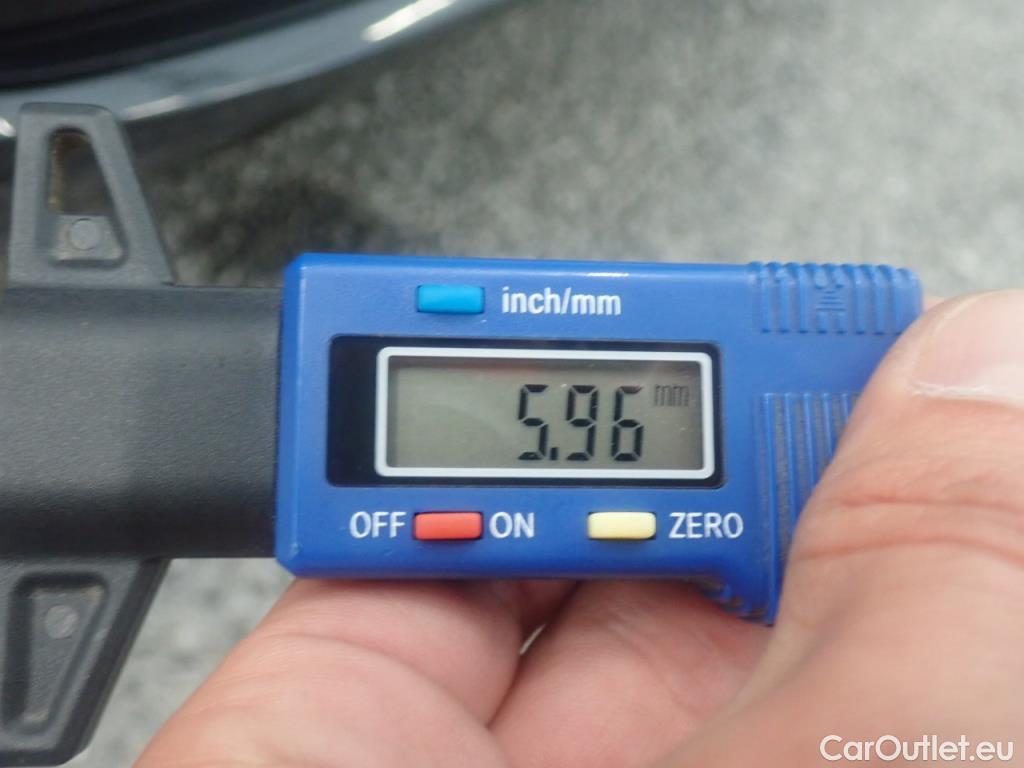 inch/mm
5.96 mm
OFF ON ZERO
CarOutlet.eu